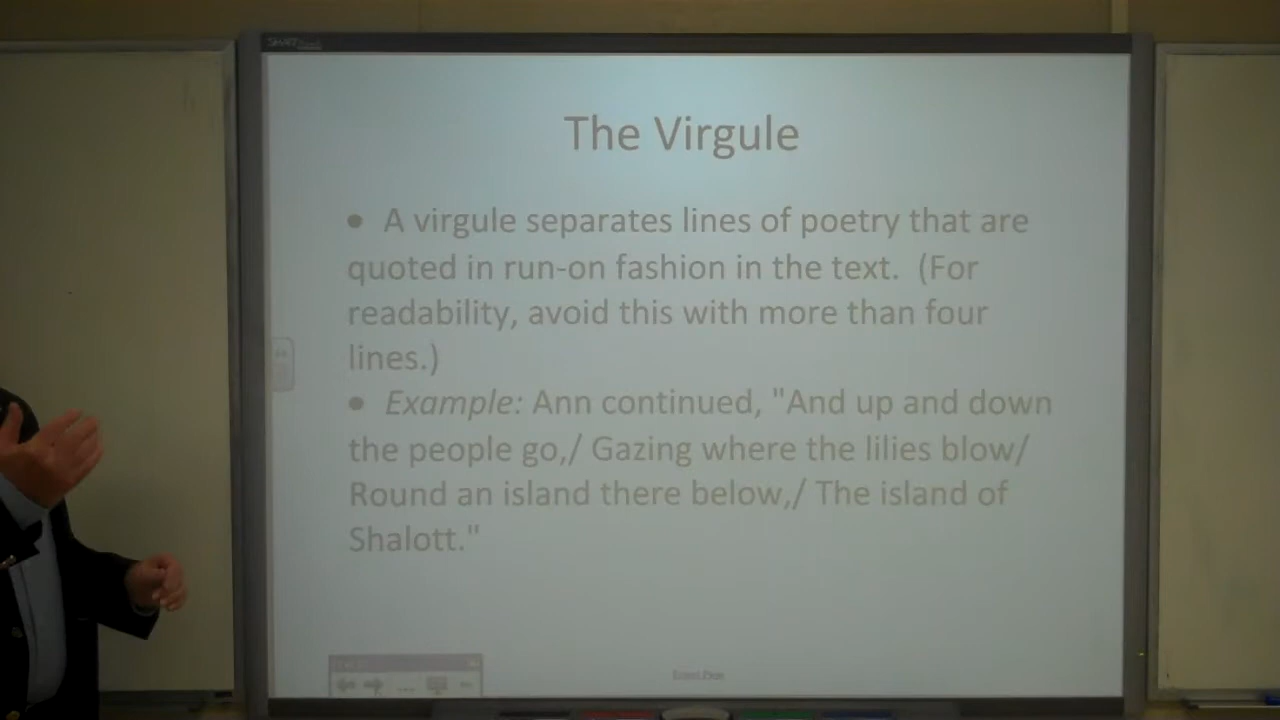 SMART
The Virgule
• A virgule separates lines of poetry that are
quoted in run-on fashion in the text. (For
readability, avoid this with more than four
lines.)
• Example: Ann continued, "And up and down
the people go,/ Gazing where the lilies blow/
Round an island there below,/ The island of
Shalott."